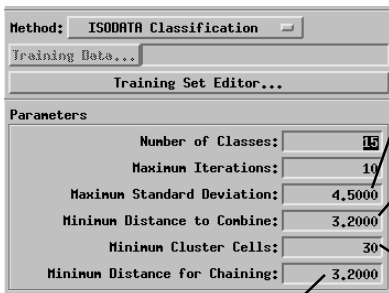 Method: ISODATA Classification
Training Data...
Training Set Editor...
Parameters
Number of Classes: 15
Maximum Iterations: 10
Maximum Standard Deviation: 4.5000
Minimum Distance to Combine: 3.2000
Minimum Cluster Cells: 30
Minimum Distance for Chaining: 3.2000